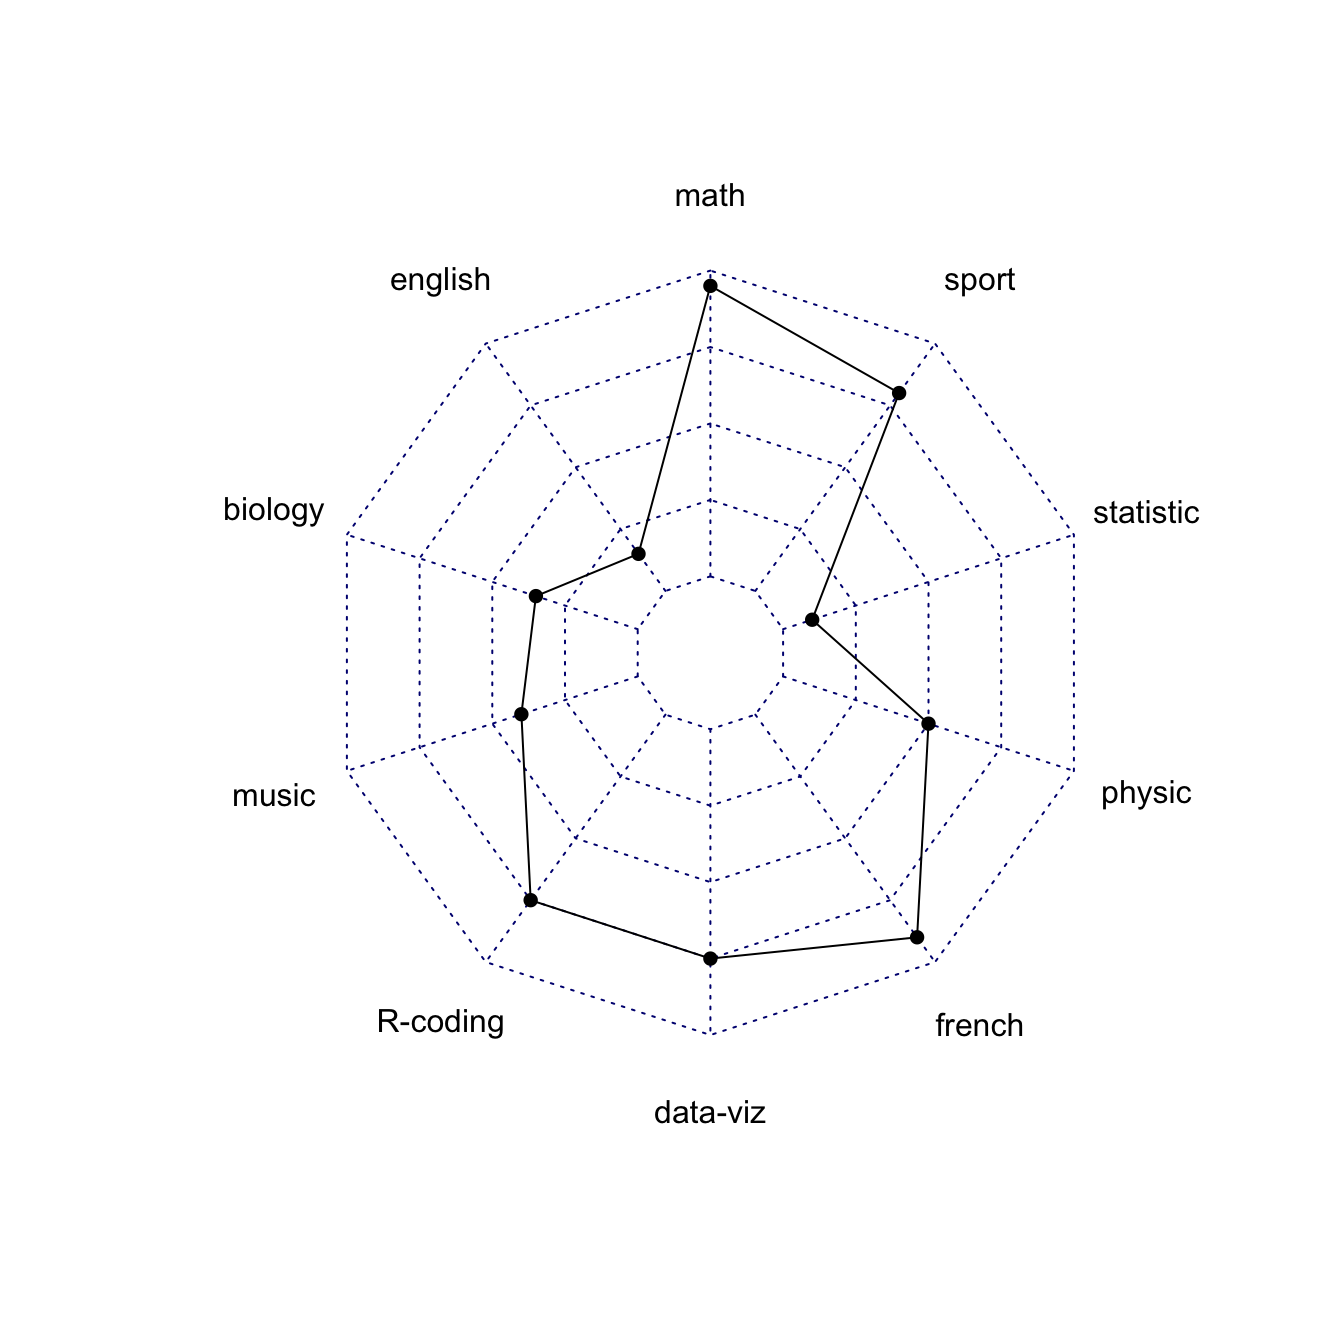 math
english
sport
biology
statistic
music
physic
R-coding
french
data-viz